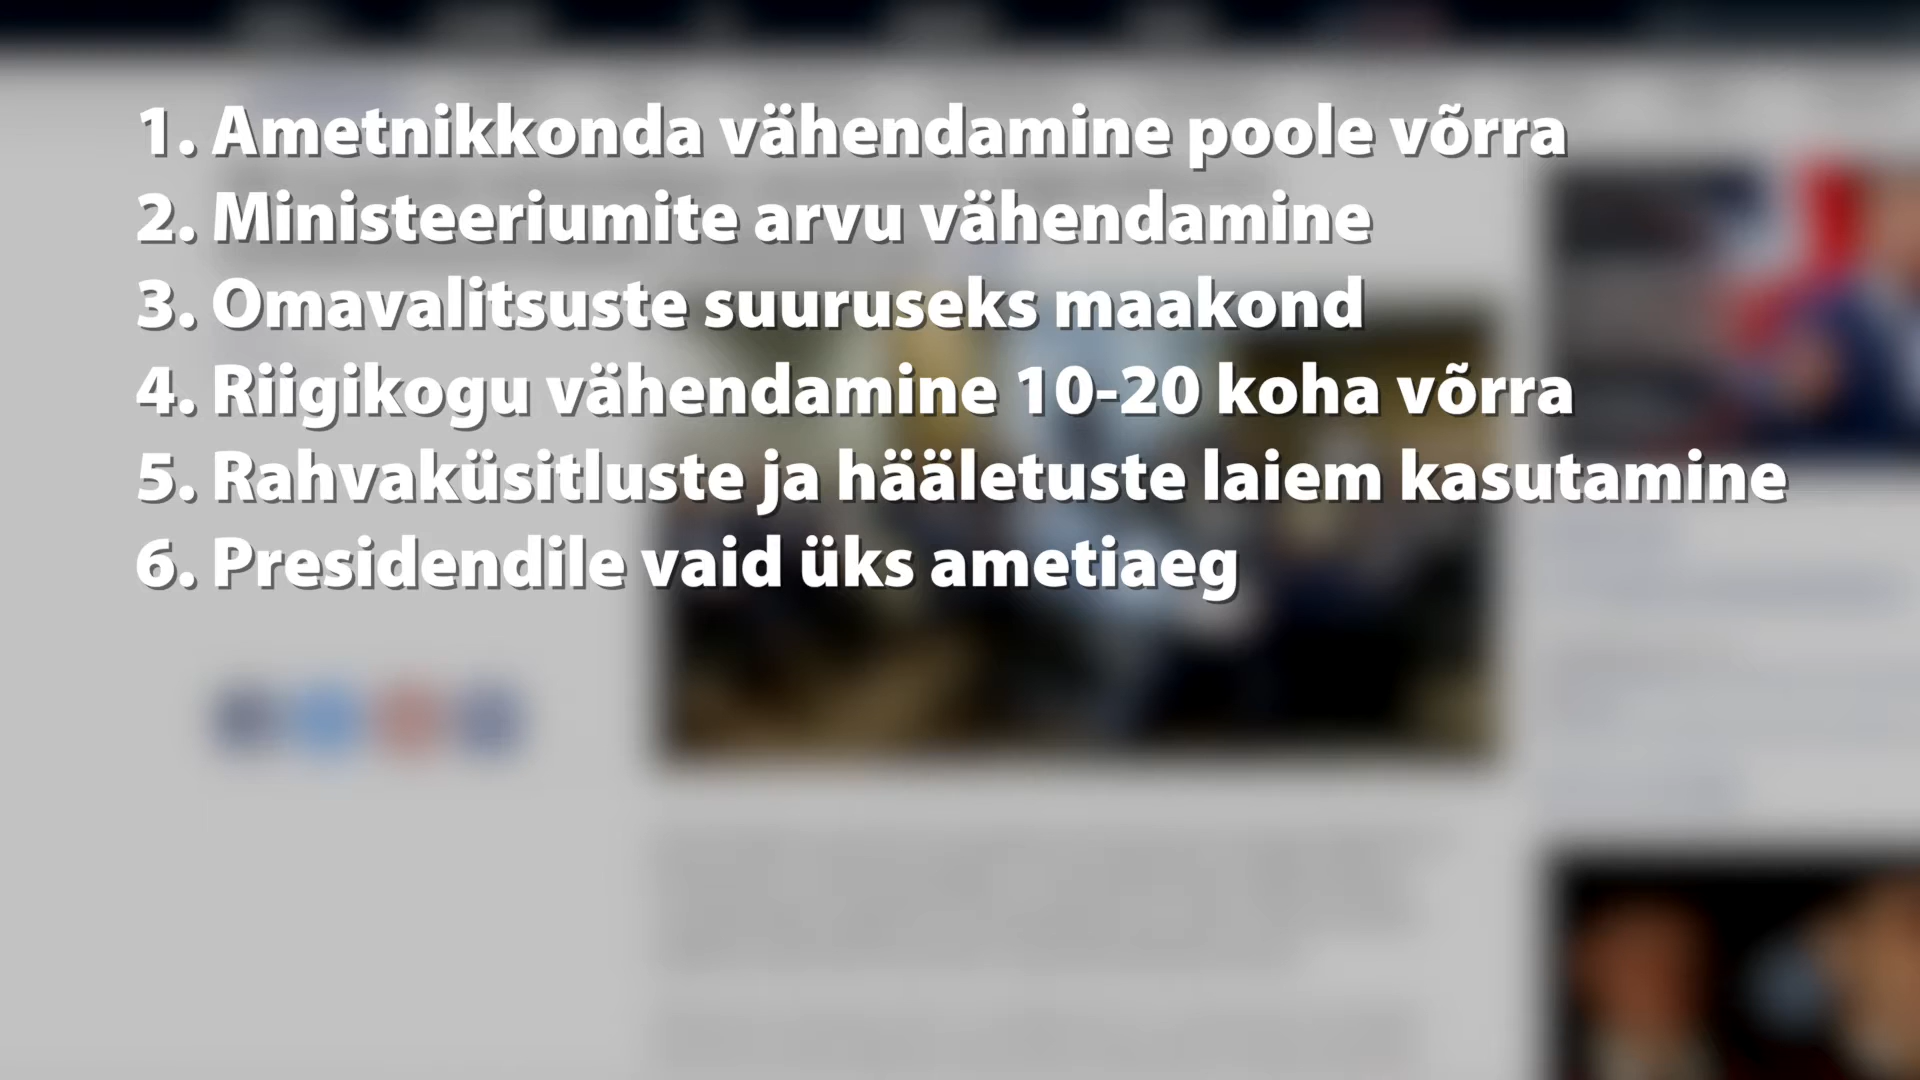 1. Ametnikkonda vähendamine poole võrra
2. Ministeeriumite arvu vähendamine
3. Omavalitsuste suuruseks maakond
4. Riigikogu vähendamine 10-20 koha võrra
5. Rahvaküsitluste ja hääletuste laiem kasutamine
6. Presidendile vaid üks ametiaeg